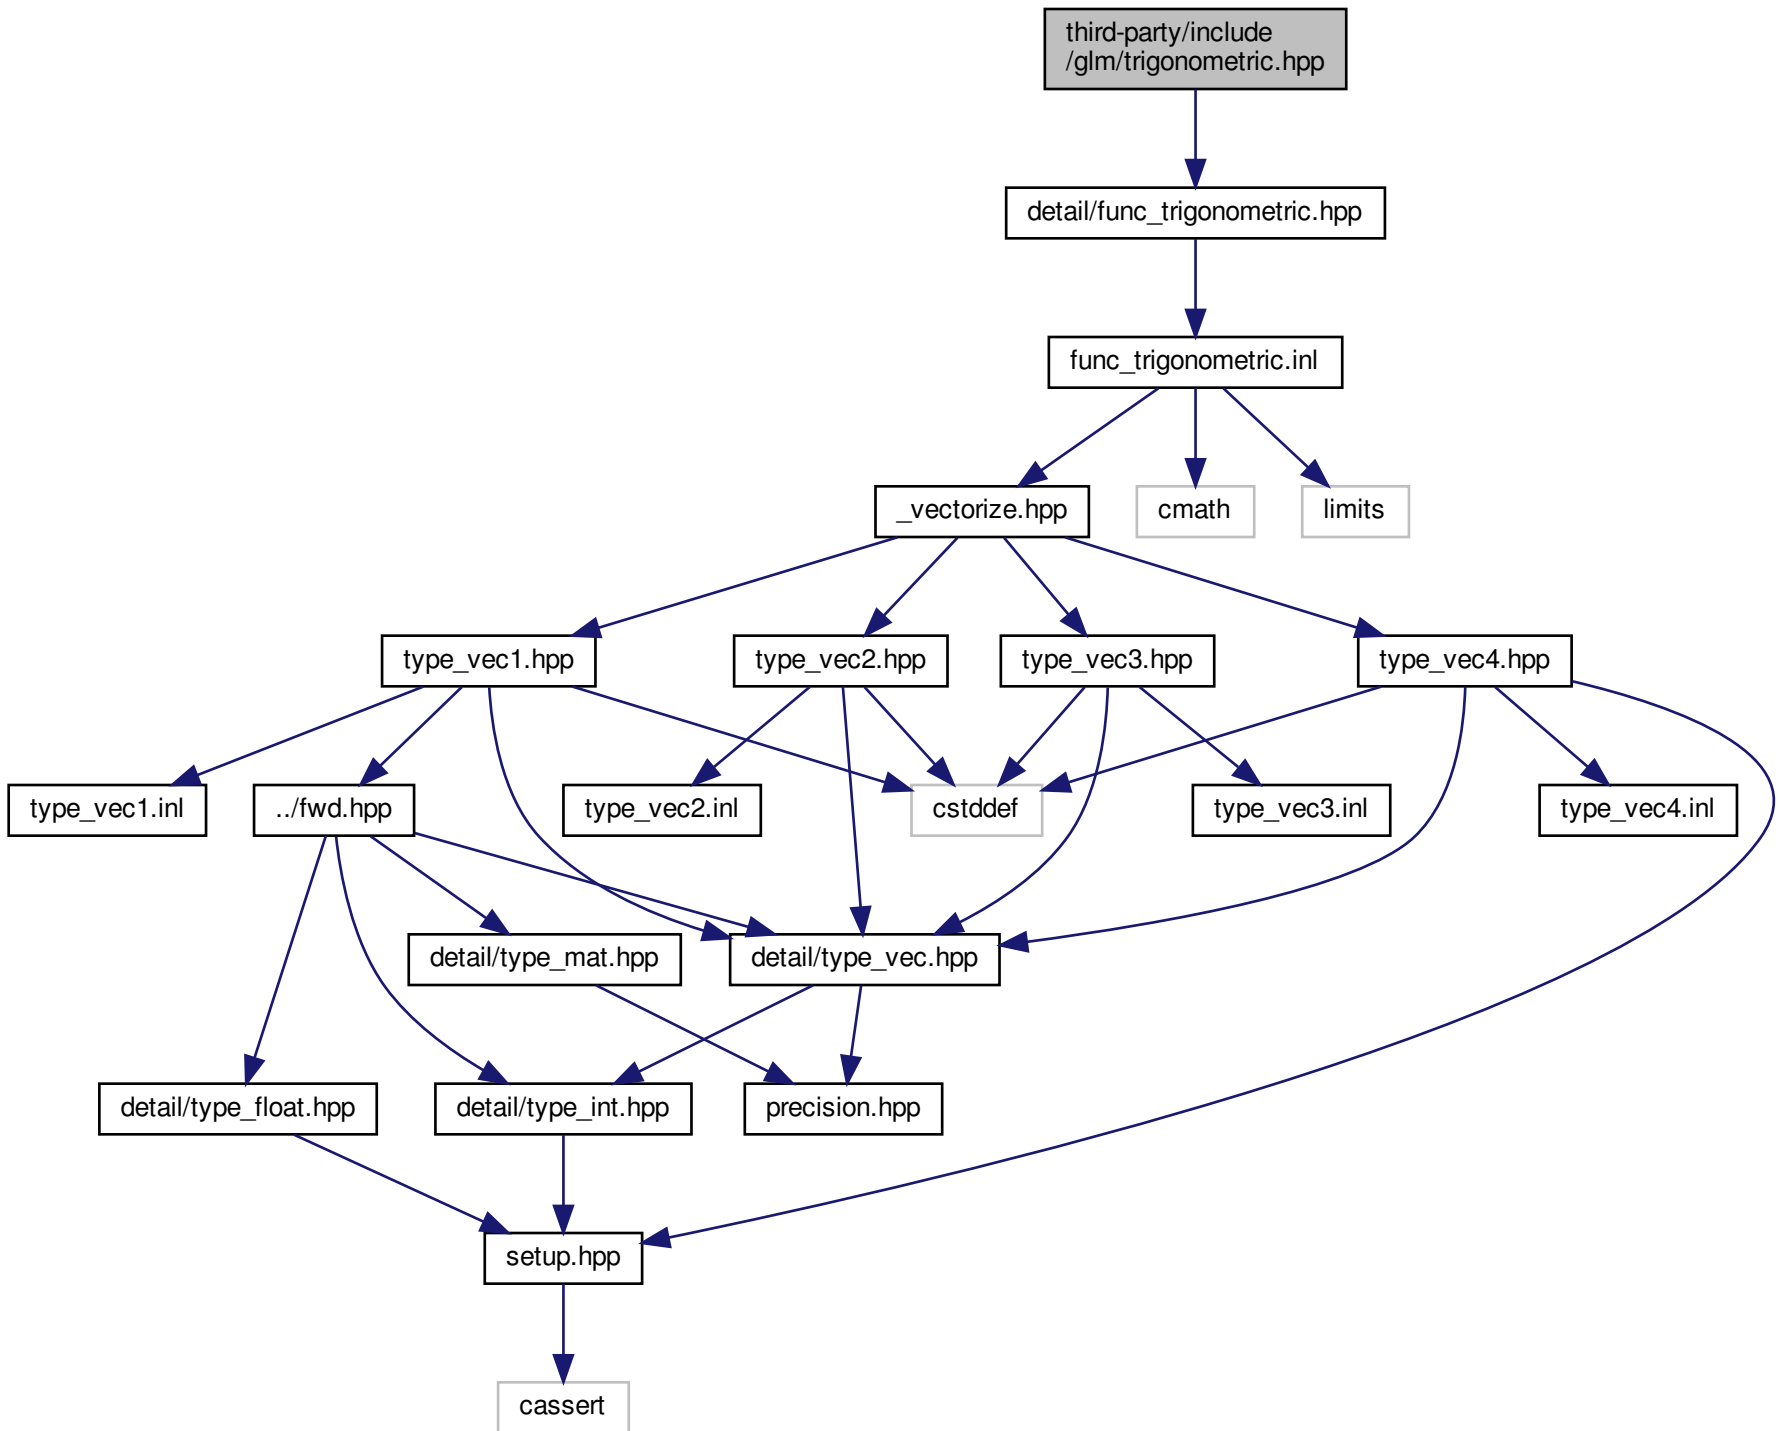 third-party/include
/glm/trigonometric.hpp
detail/func_trigonometric.hpp
func_trigonometric.inl
_vectorize.hpp
cmath
limits
type_vec1.hpp
type_vec2.hpp
type_vec3.hpp
type_vec4.hpp
type_vec1.inl
../fwd.hpp
type_vec2.inl
cstddef
type_vec3.inl
type_vec4.inl
detail/type_mat.hpp
detail/type_vec.hpp
detail/type_float.hpp
detail/type_int.hpp
precision.hpp
setup.hpp
cassert